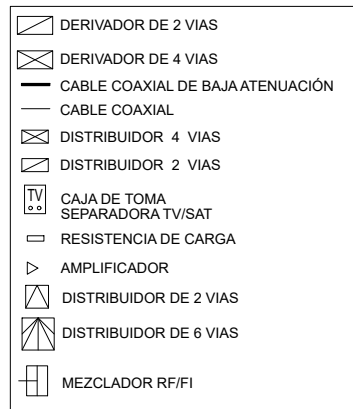 DERIVADOR DE 2 VIAS
DERIVADOR DE 4 VIAS
CABLE COAXIAL DE BAJA ATENUACIÓN
CABLE COAXIAL
DISTRIBUIDOR 4 VIAS
DISTRIBUIDOR 2 VIAS
TV
CAJA DE TOMA
SEPARADORA TV/SAT
RESISTENCIA DE CARGA
AMPLIFICADOR
DISTRIBUIDOR DE 2 VIAS
DISTRIBUIDOR DE 6 VIAS
MEZCLADOR RF/FI